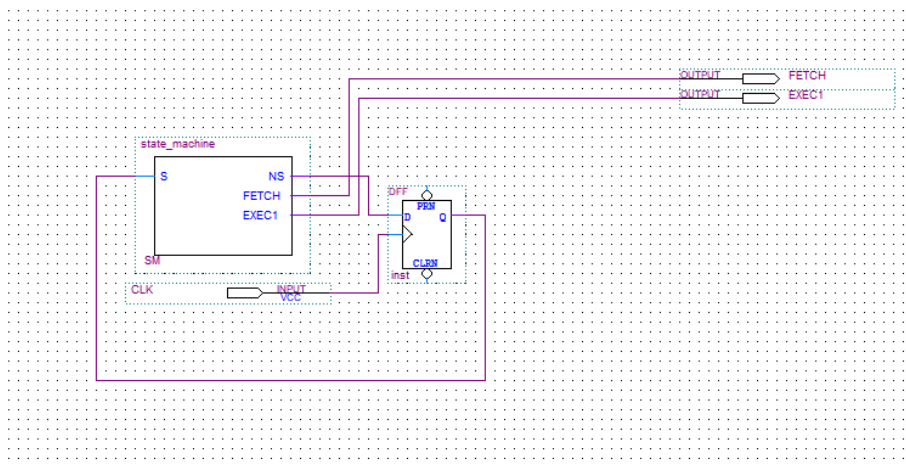 OUTPUT FETCH
OUTPUT EXEC1
state_machine
S NS
FETCH
EXEC1
SM
DFF
PRN
D Q
CLRN
inst
CLK INPUT
VCC